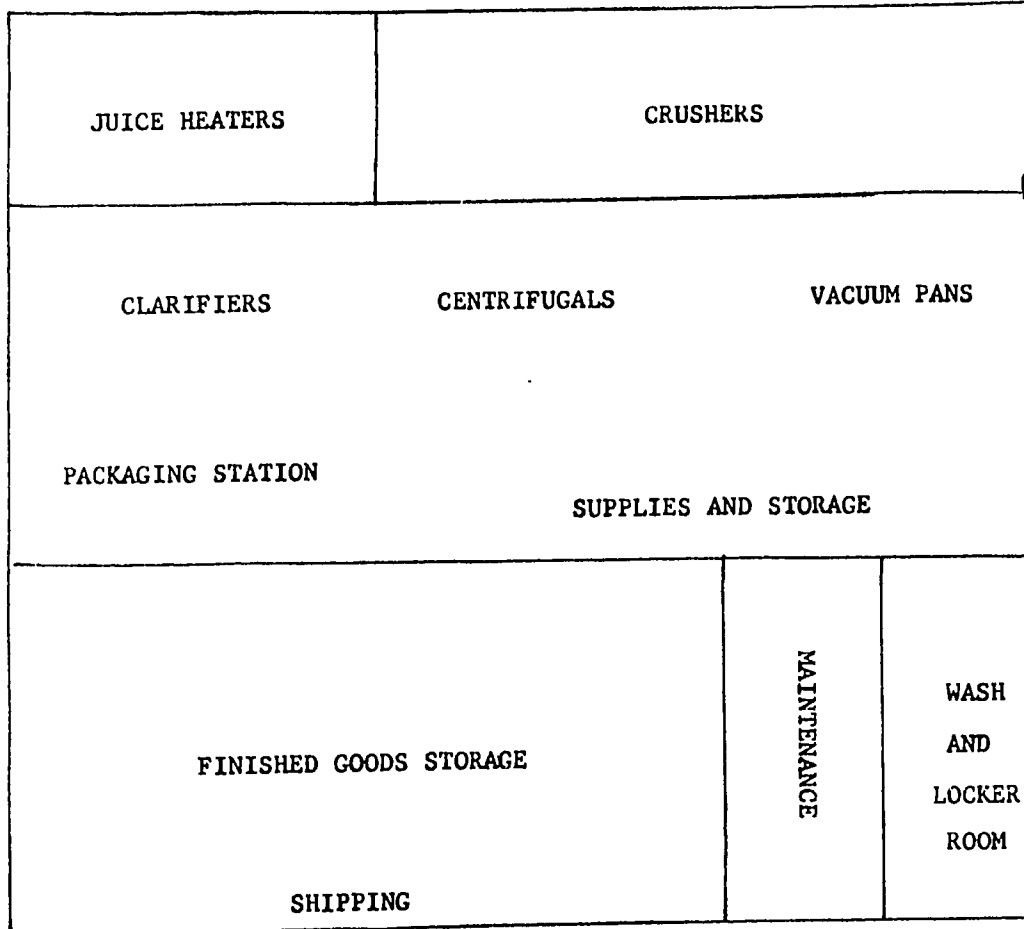 JUICE HEATERS
CRUSHERS
CLARIFIERS
CENTRIFUGALS
VACUUM PANS
PACKAGING STATION
SUPPLIES AND STORAGE
FINISHED GOODS STORAGE
SHIPPING
MAINTENANCE
WASH
AND
LOCKER
ROOM